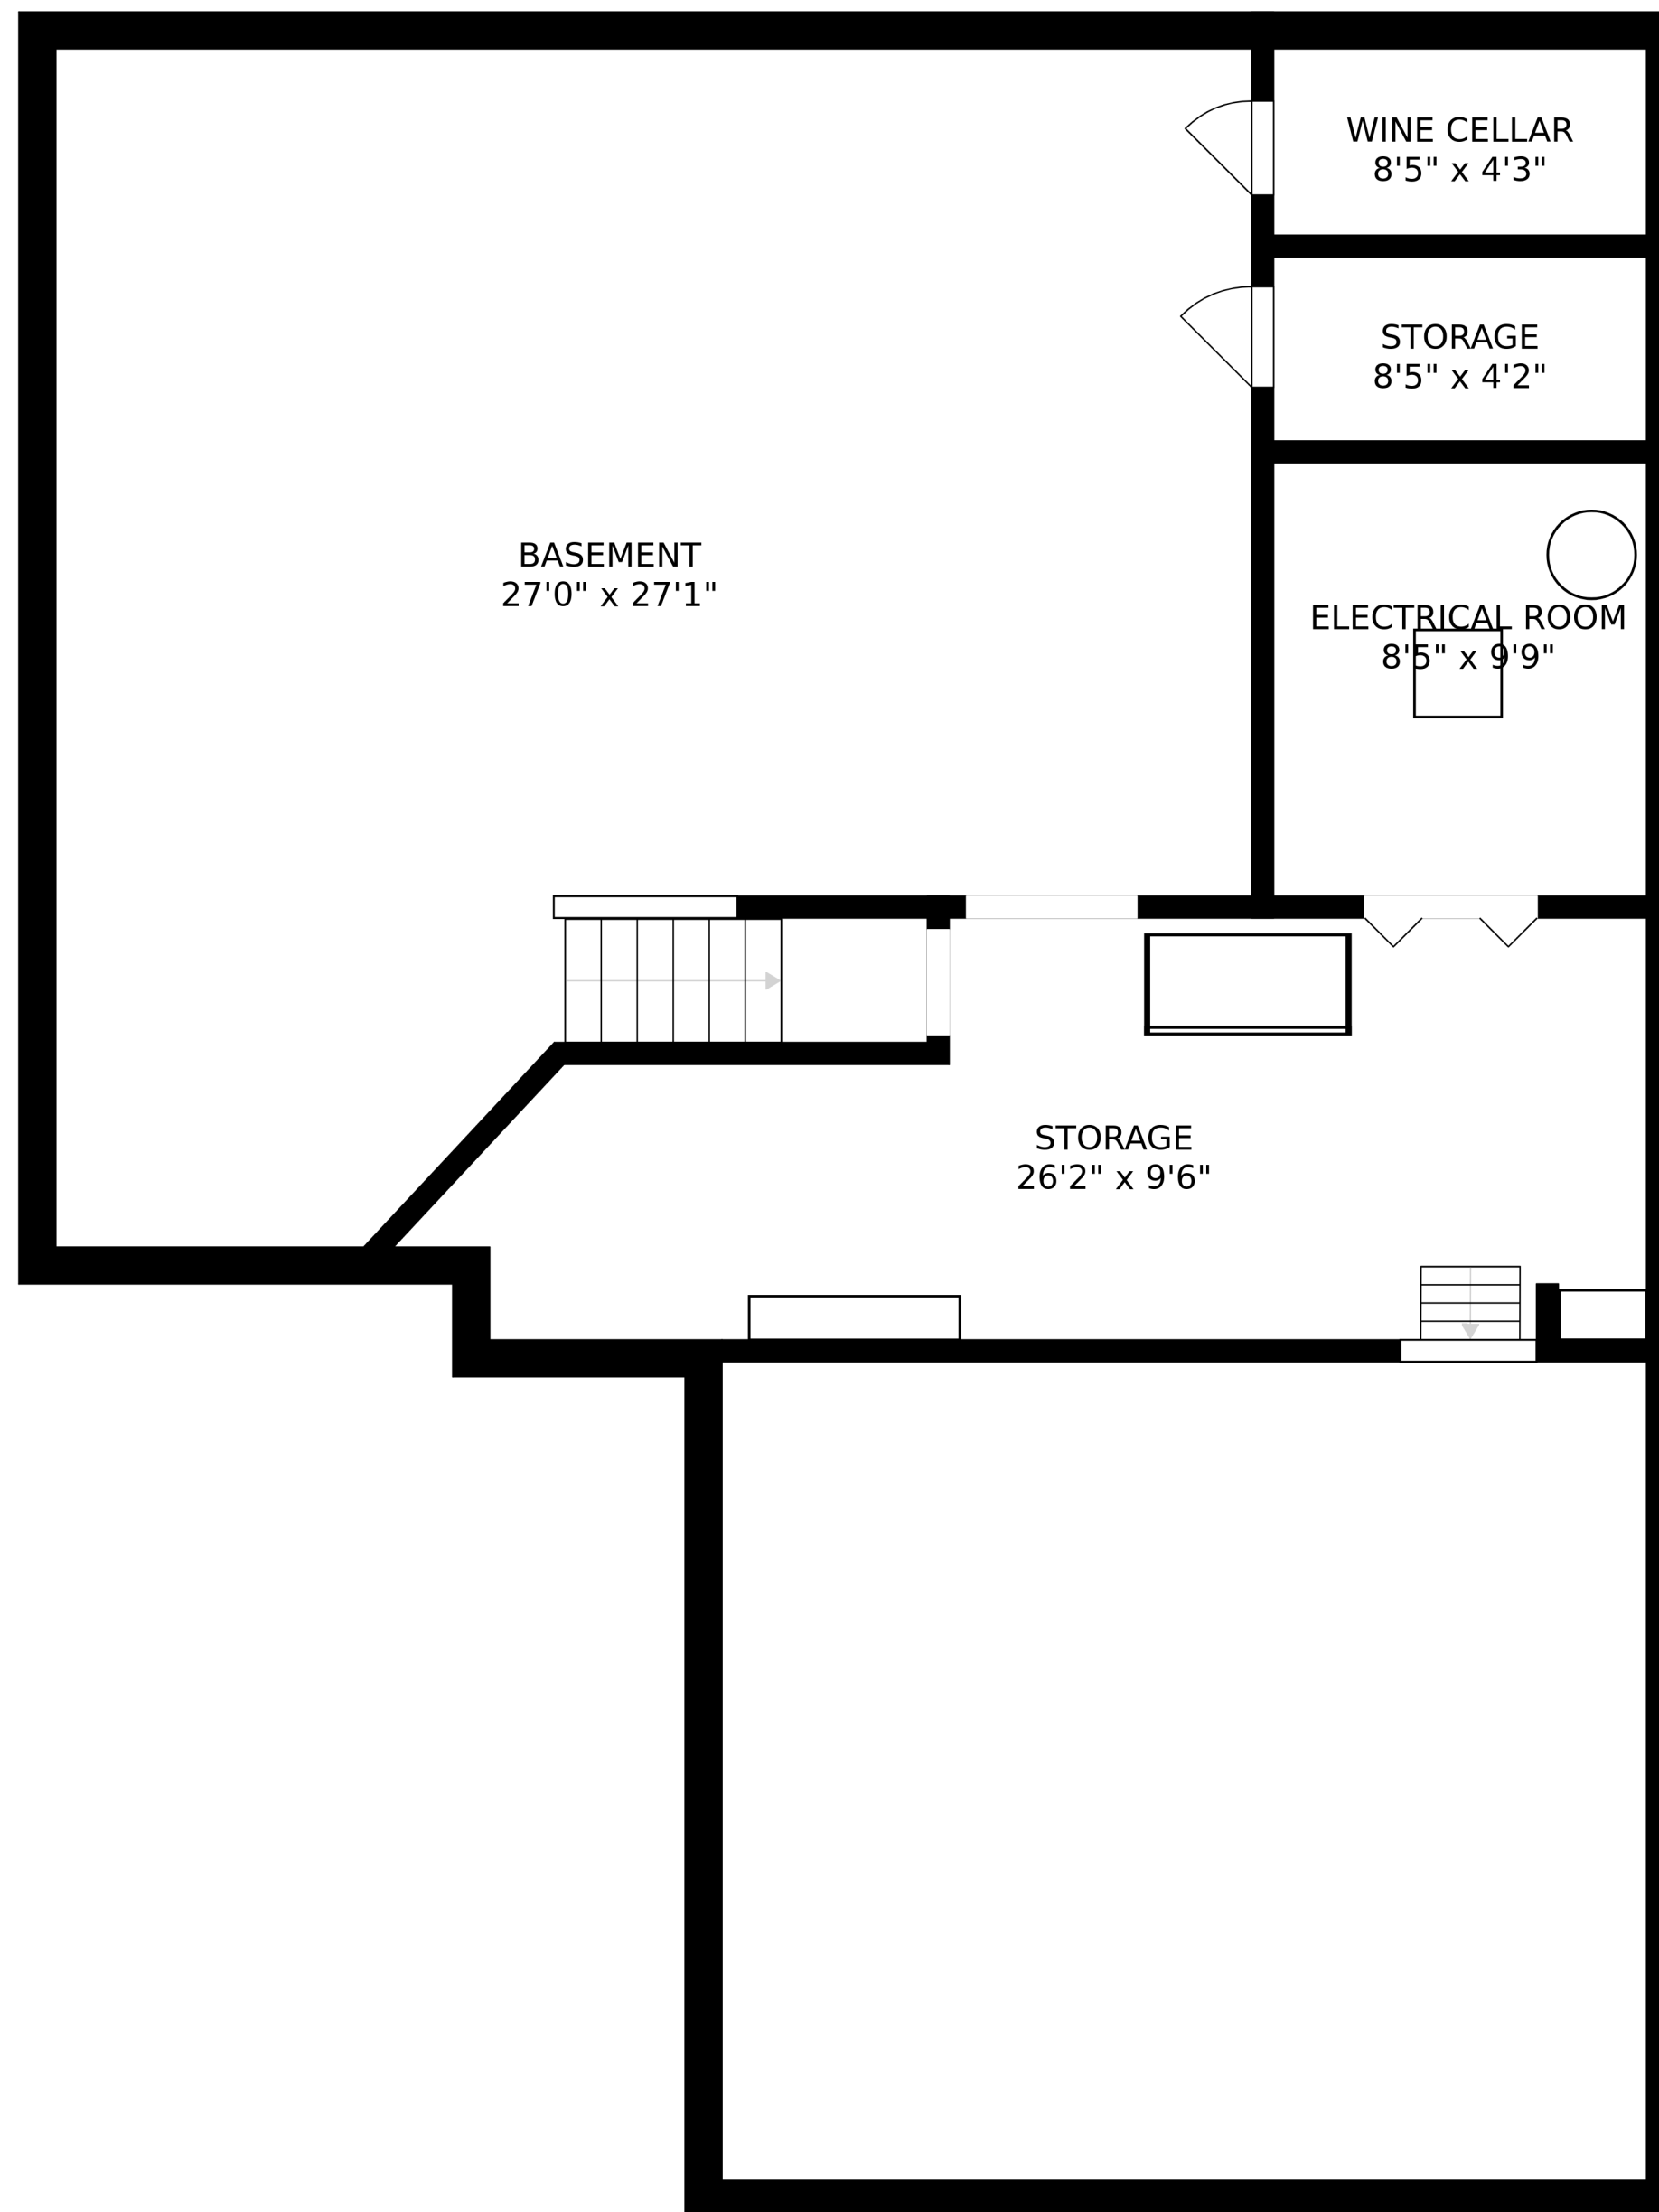 WINE CELLAR
8'5" x 4'3"
STORAGE
8'5" x 4'2"
BASEMENT
27'0" x 27'1"
ELECTRICAL ROOM
8'5" x 9'9"
STORAGE
26'2" x 9'6"